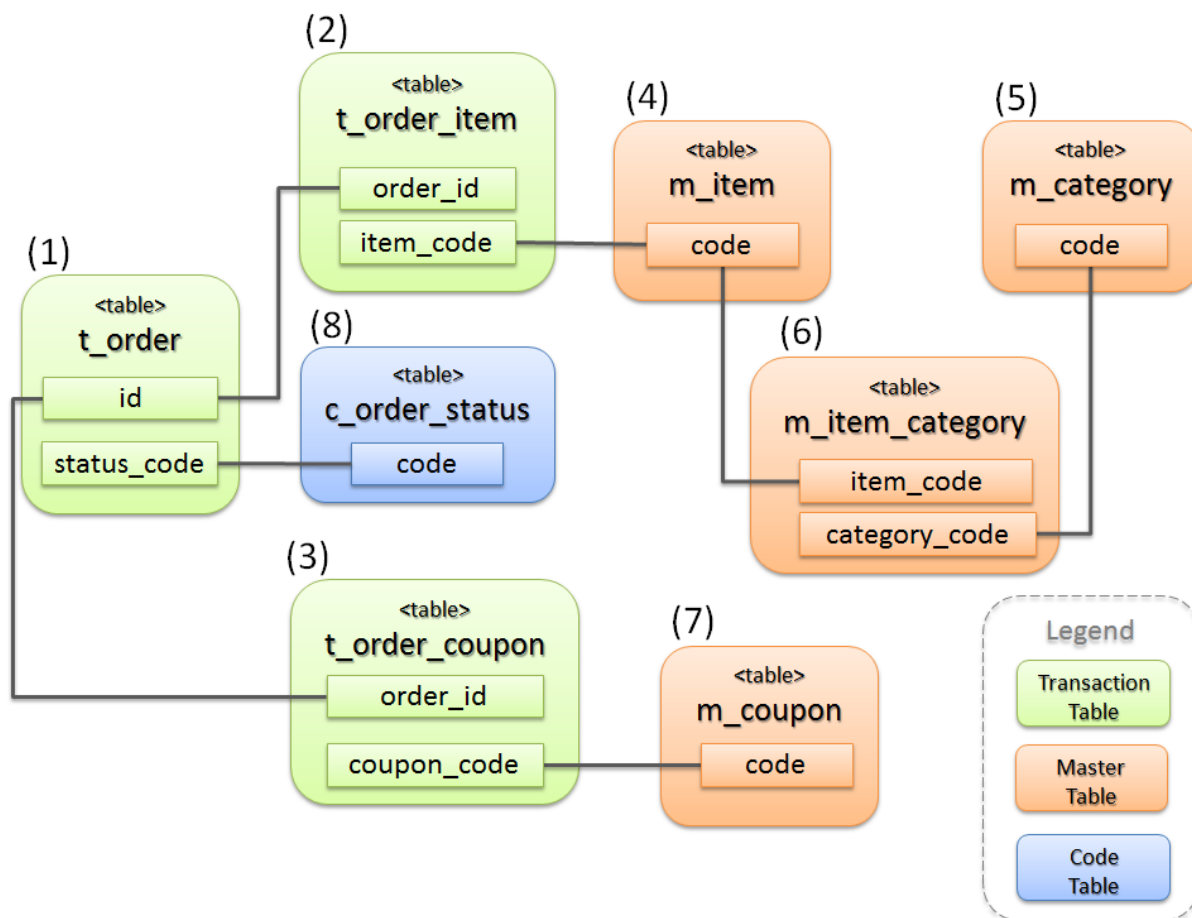 (2)
<table>
t_order_item
order_id
item_code
(4)
<table>
m_item
code
(5)
<table>
m_category
code
(1)
<table>
t_order
id
status_code
(8)
<table>
c_order_status
code
(6)
<table>
m_item_category
item_code
category_code
(3)
<table>
t_order_coupon
order_id
coupon_code
(7)
<table>
m_coupon
code
Legend
Transaction
Table
Master
Table
Code
Table